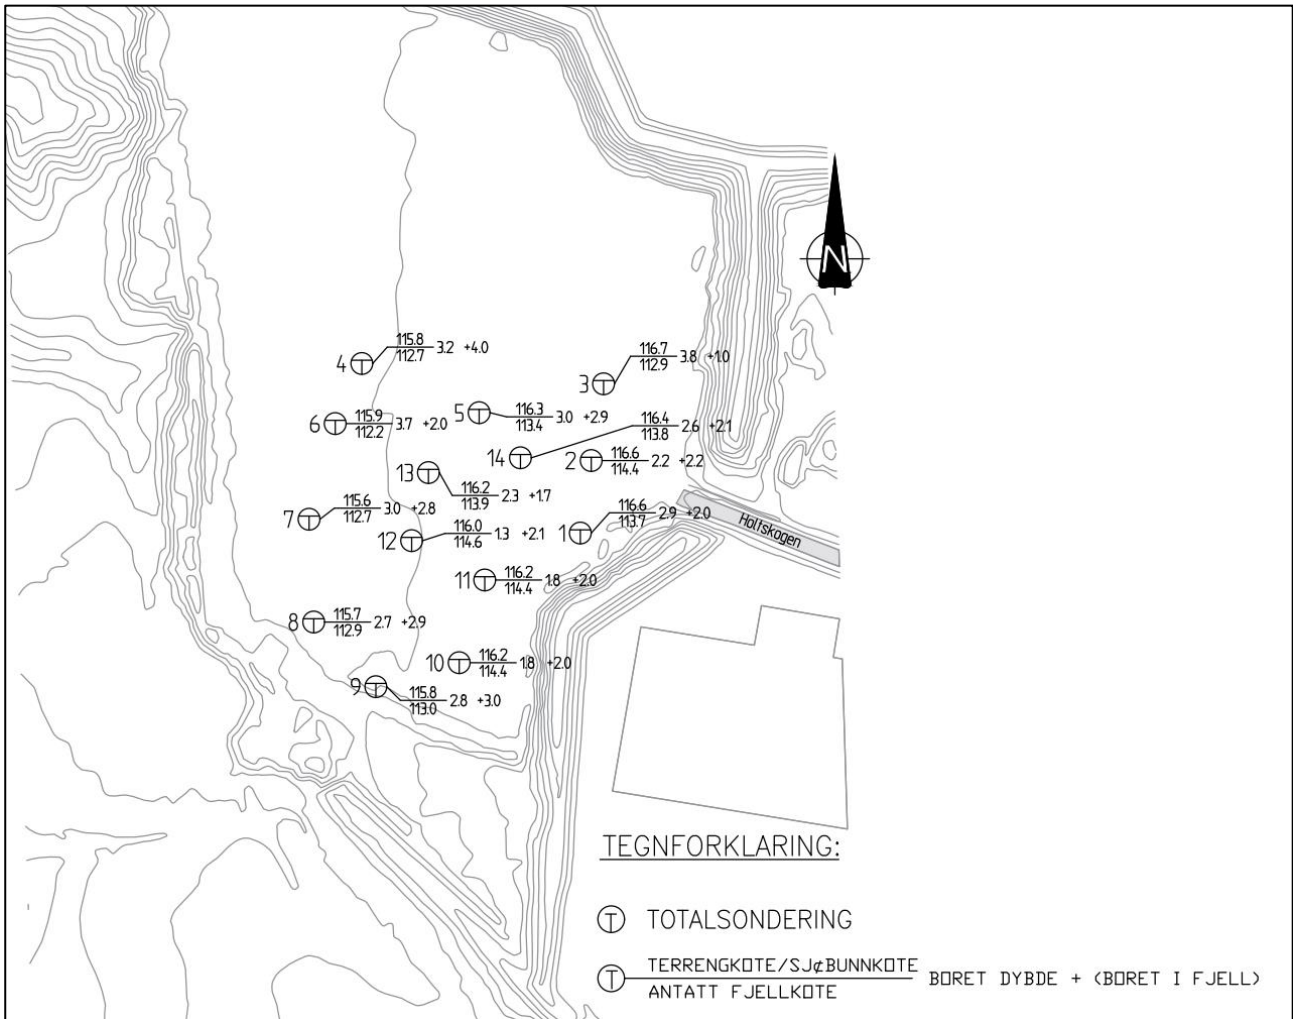 N
115.8
4 3.2 +4.0
112.7
116.7
3.8 +1.0
112.9
3
116.3
5 3.0 +2.9
113.4
115.9
6 3.7 +2.0
112.2
116.4
2.6 +2.1
113.8
14
116.6
2 2.2 +2.2
114.4
13
116.2
2.3 +1.7
113.9
115.6
7 3.0 +2.8
112.7
116.6
1 2.9 +2.0
113.7
Holtskogen
116.0
12 1.3 +2.1
114.6
116.2
11 1.8 +2.0
114.4
115.7
8 2.7 +2.9
112.9
116.2
10 1.8 +2.0
114.4
9
115.8
2.8 +3.0
113.0
TEGNFORKLARING:
T TOTALSONDERING
TERRENGKOTE/SJ¢BUNNKOTE
T BORET DYBDE + (BORET I FJELL)
ANTATT FJELLKOTE